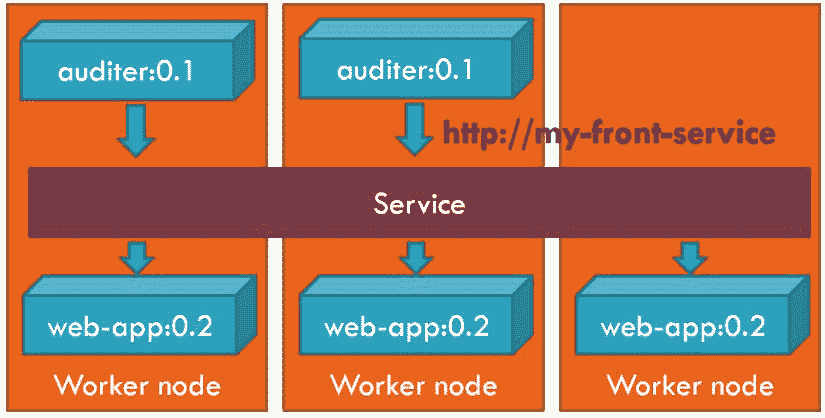 auditer:0.1
auditer:0.1
http://my-front-service
Service
web-app:0.2
web-app:0.2
web-app:0.2
Worker node
Worker node
Worker node